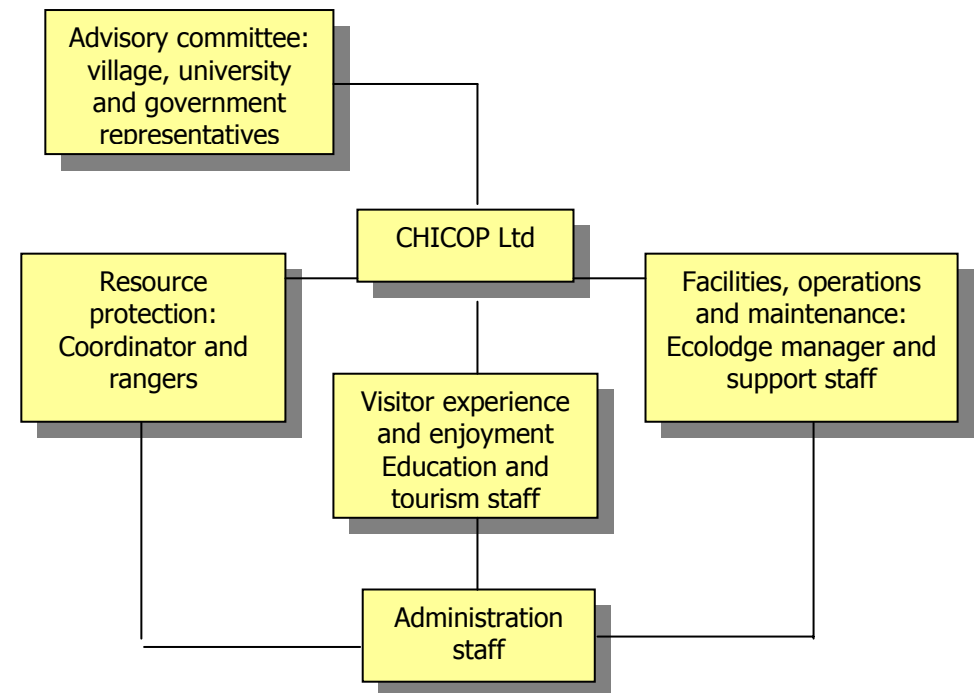 Advisory committee:
village, university
and government
representatives
CHICOP Ltd
Resource
protection:
Coordinator and
rangers
Visitor experience
and enjoyment
Education and
tourism staff
Facilities, operations
and maintenance:
Ecolodge manager and
support staff
Administration
staff